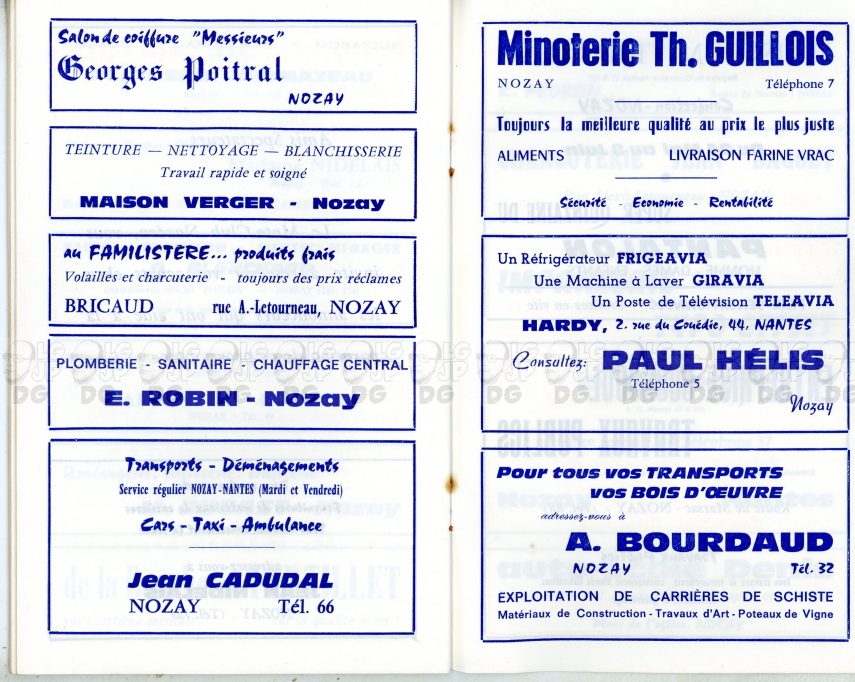 Salon de coiffure "Messieurs"
Georges Poitral
NOZAY
TEINTURE — NETTOYAGE — BLANCHISSERIE
Travail rapide et soigné
MAISON VERGER - Nozay
au FAMILISTÈRE... produits frais
Volailles et charcuterie - toujours des prix réclames
BRICAUD rue A.-Letourneau, NOZAY
PLOMBERIE - SANITAIRE - CHAUFFAGE CENTRAL
E. ROBIN - Nozay
Transports - Déménagements
Service régulier NOZAY-NANTES (Mardi et Vendredi)
Cars - Taxi - Ambulance
Jean CADUDAL
NOZAY Tél. 66
Minoterie Th. GUILLOIS
NOZAY Téléphone 7
Toujours la meilleure qualité au prix le plus juste
ALIMENTS LIVRAISON FARINE VRAC
Sécurité - Economie - Rentabilité
Un Réfrigérateur FRIGEAVIA
Une Machine à Laver GIRAVIA
Un Poste de Télévision TELEAVIA
HARDY, 2. rue du Couëdic, 44. NANTES
Consultez: PAUL HÉLIS
Téléphone 5
Nozay
Pour tous vos TRANSPORTS
vos BOIS D'ŒUVRE
adressez-vous à
A. BOURDAUD
NOZAY Tél. 32
EXPLOITATION DE CARRIÈRES DE SCHISTE
Matériaux de Construction - Travaux d'Art - Poteaux de Vigne